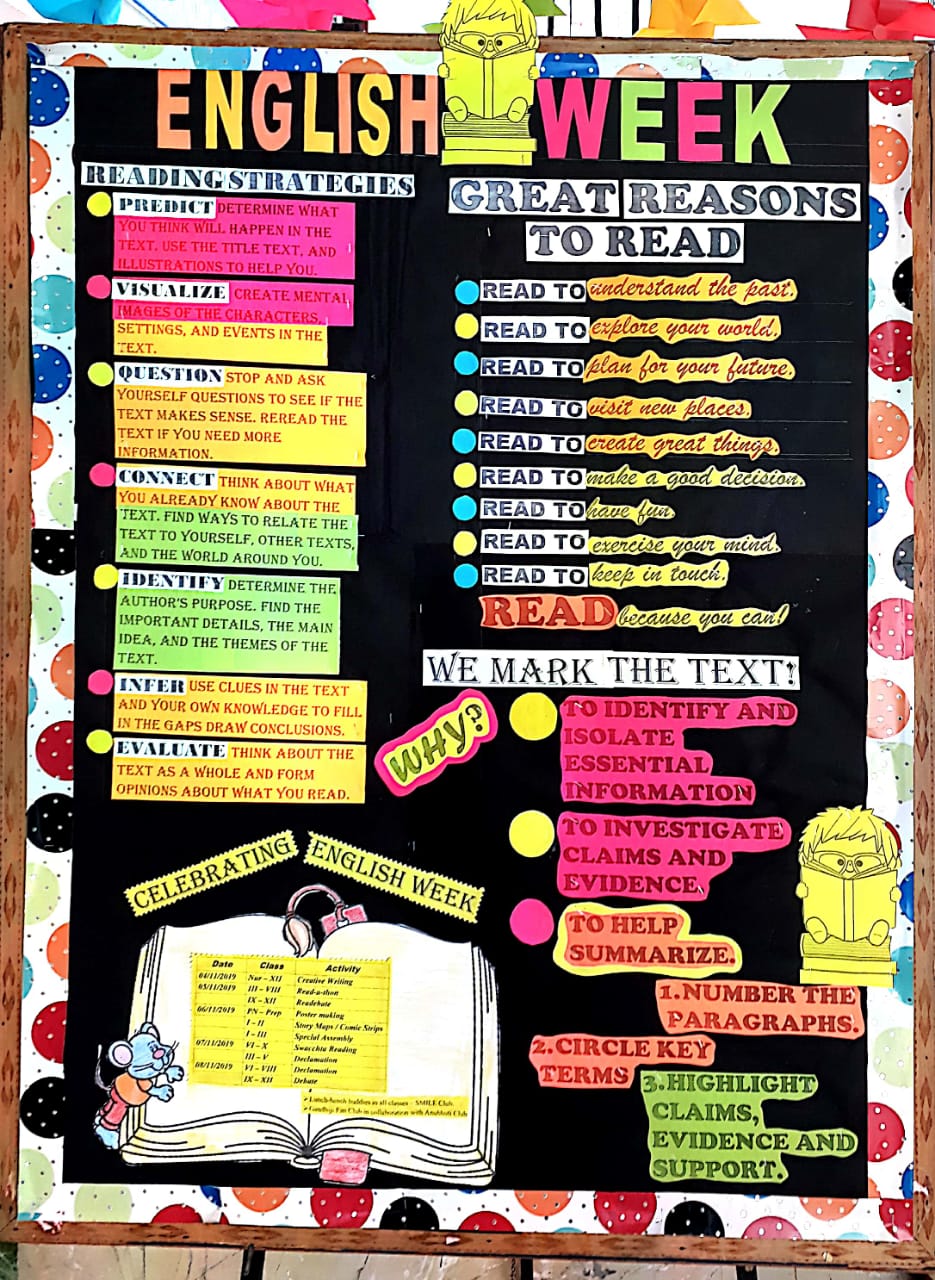 ENGLISH WEEK
READING STRATEGIES
PREDICT DETERMINE WHAT
YOU THINK WILL HAPPEN IN THE
TEXT. USE THE TITLE TEXT, AND
ILLUSTRATIONS TO HELP YOU.
VISUALIZE CREATE MENTAL
IMAGES OF THE CHARACTERS,
SETTINGS, AND EVENTS IN THE
TEXT.
QUESTION STOP AND ASK
YOURSELF QUESTIONS TO SEE IF THE
TEXT MAKES SENSE. REREAD THE
TEXT IF YOU NEED MORE
INFORMATION.
CONNECT THINK ABOUT WHAT
YOU ALREADY KNOW ABOUT THE
TEXT. FIND WAYS TO RELATE THE
TEXT TO YOURSELF, OTHER TEXTS,
AND THE WORLD AROUND YOU.
IDENTIFY DETERMINE THE
AUTHOR'S PURPOSE. FIND THE
IMPORTANT DETAILS, THE MAIN
IDEA, AND THE THEMES OF THE
TEXT.
INFER USE CLUES IN THE TEXT
AND YOUR OWN KNOWLEDGE TO FILL
IN THE GAPS DRAW CONCLUSIONS.
EVALUATE THINK ABOUT THE
TEXT AS A WHOLE AND FORM
OPINIONS ABOUT WHAT YOU READ.
GREAT REASONS
TO READ
READ TO understand the past.
READ TO explore your world.
READ TO plan for your future.
READ TO visit new places.
READ TO create great things.
READ TO make a good decision.
READ TO have fun.
READ TO exercise your mind.
READ TO keep in touch.
READ because you can!
WE MARK THE TEXT!
WHY?
TO IDENTIFY AND
ISOLATE
ESSENTIAL
INFORMATION
TO INVESTIGATE
CLAIMS AND
EVIDENCE.
TO HELP
SUMMARIZE.
1.NUMBER THE
PARAGRAPHS.
2.CIRCLE KEY
TERMS
3.HIGHLIGHT
CLAIMS,
EVIDENCE AND
SUPPORT.
CELEBRATING ENGLISH WEEK
Date Class Activity
04/11/2019 Nur – XII Creative Writing
05/11/2019 III – VIII Read-a-thon
IX – XII Readebate
06/11/2019 PN – Prep Poster making
I – II Story Maps / Comic Strips
I – III Special Assembly
07/11/2019 VI – X Swachhta Reading
III – V Declamation
08/11/2019 VI – VIII Declamation
IX – XII Debate
buddies in all classes – SMILE Club
Gandhiji Fan Club in collaboration with Club